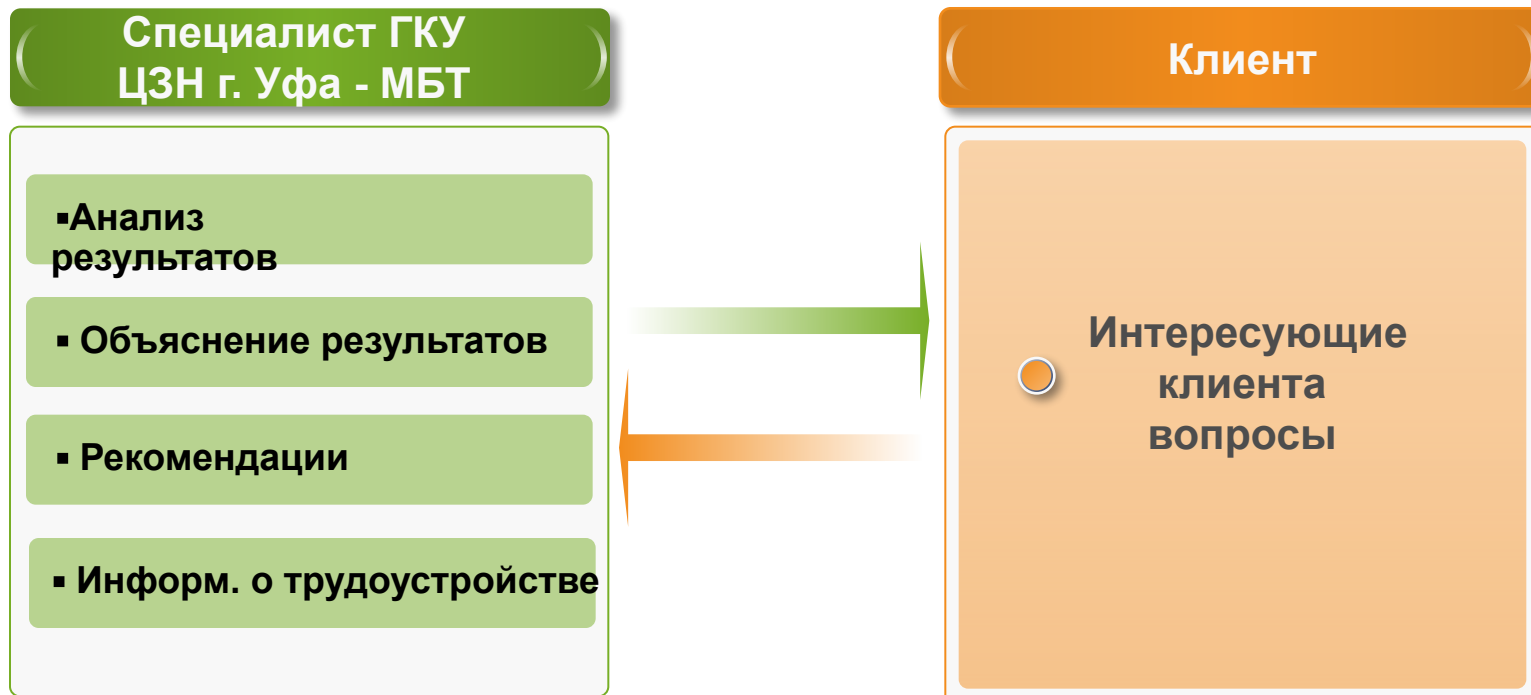 Специалист ГКУ
ЦЗН г. Уфа - МБТ
▪Анализ
результатов
▪ Объяснение результатов
▪ Рекомендации
▪ Информ. о трудоустройстве
Клиент
Интересующие
клиента
вопросы